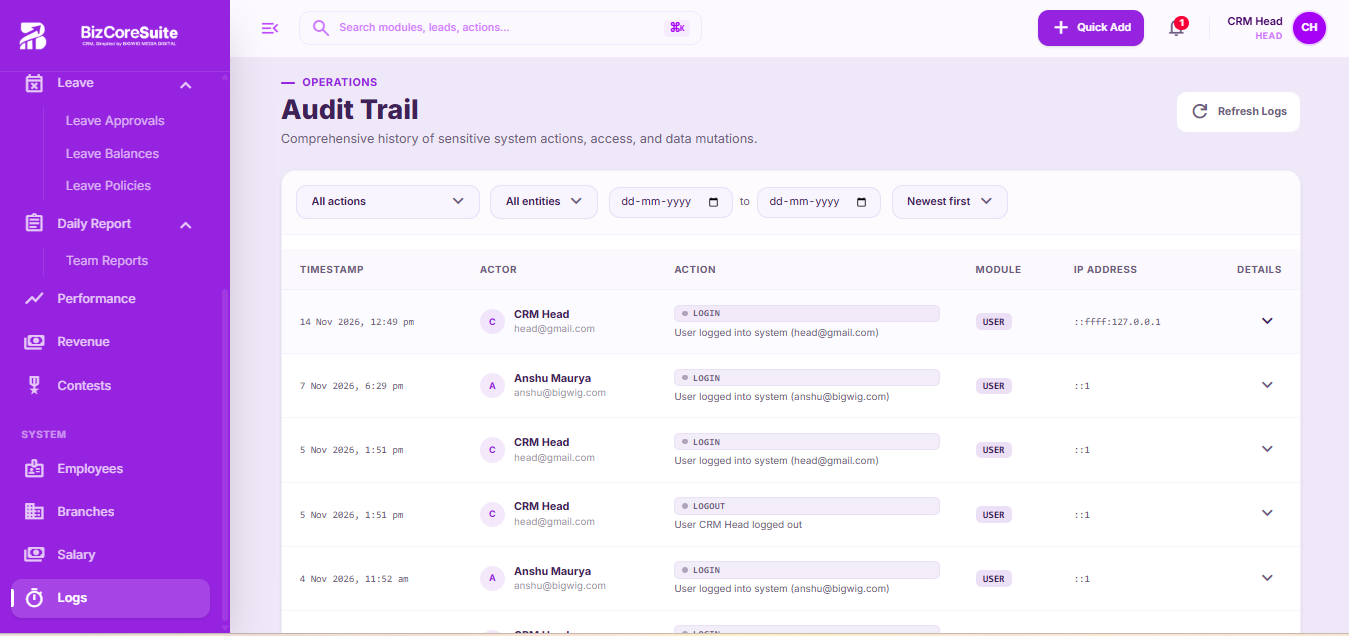 BizCoreSuite
CRM, Simplied by BIGWIG MEDIA DIGITAL
Leave
Leave Approvals
Leave Balances
Leave Policies
Daily Report
Team Reports
Performance
Revenue
Contests
SYSTEM
Employees
Branches
Salary
Logs
Search modules, leads, actions...
⌘K
Quick Add
1
CRM Head
HEAD
CH
OPERATIONS
Audit Trail
Comprehensive history of sensitive system actions, access, and data mutations.
Refresh Logs
All actions
All entities
dd-mm-yyyy
to
dd-mm-yyyy
Newest first
TIMESTAMP ACTOR ACTION MODULE IP ADDRESS DETAILS
14 Nov 2026, 12:49 pm
C
CRM Head
head@gmail.com
LOGIN
User logged into system (head@gmail.com)
USER
::ffff:127.0.0.1
7 Nov 2026, 6:29 pm
A
Anshu Maurya
anshu@bigwig.com
LOGIN
User logged into system (anshu@bigwig.com)
USER
::1
5 Nov 2026, 1:51 pm
C
CRM Head
head@gmail.com
LOGIN
User logged into system (head@gmail.com)
USER
::1
5 Nov 2026, 1:51 pm
C
CRM Head
head@gmail.com
LOGOUT
User CRM Head logged out
USER
::1
4 Nov 2026, 11:52 am
A
Anshu Maurya
anshu@bigwig.com
LOGIN
User logged into system (anshu@bigwig.com)
USER
::1
CRM Head
LOGIN